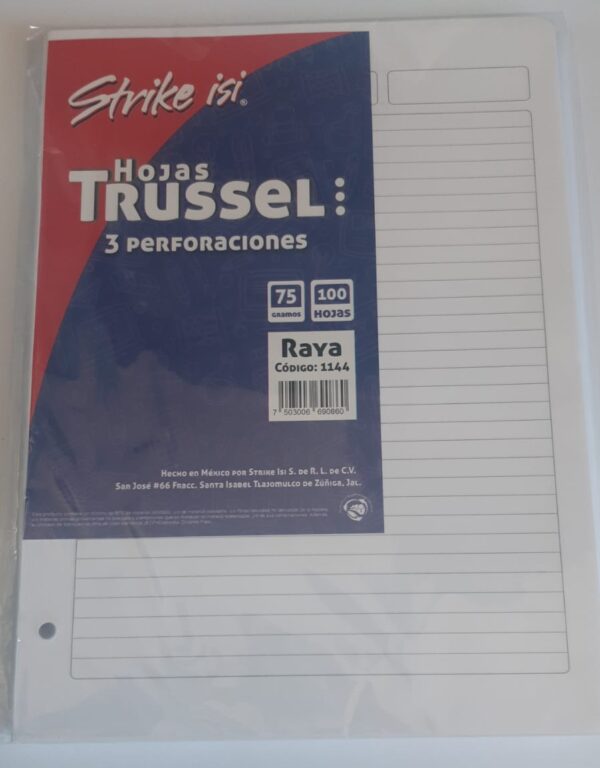 Strike isi®
Hojas
Trussel
3 perforaciones
75
gramos
100
hojas
Raya
Código: 1144
7 503006 690860
Hecho en México por Strike Isi S. de R. L. de C.V.
San José #66 Fracc. Santa Isabel Tlajomulco de Zúñiga, Jal.